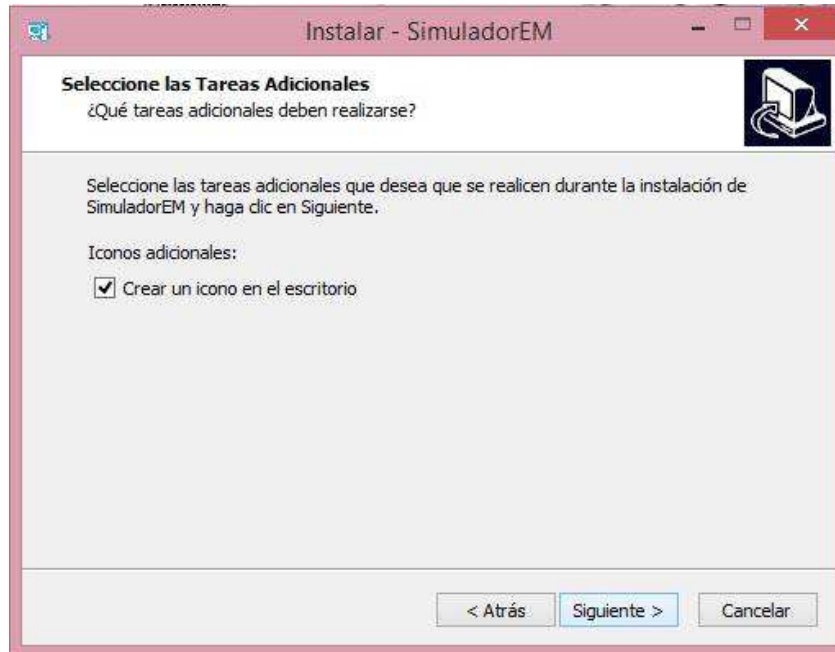 Instalar - SimuladorEM
Seleccione las Tareas Adicionales
¿Qué tareas adicionales deben realizarse?
Seleccione las tareas adicionales que desea que se realicen durante la instalación de
SimuladorEM y haga clic en Siguiente.
Iconos adicionales:
Crear un icono en el escritorio
< Atrás
Siguiente >
Cancelar